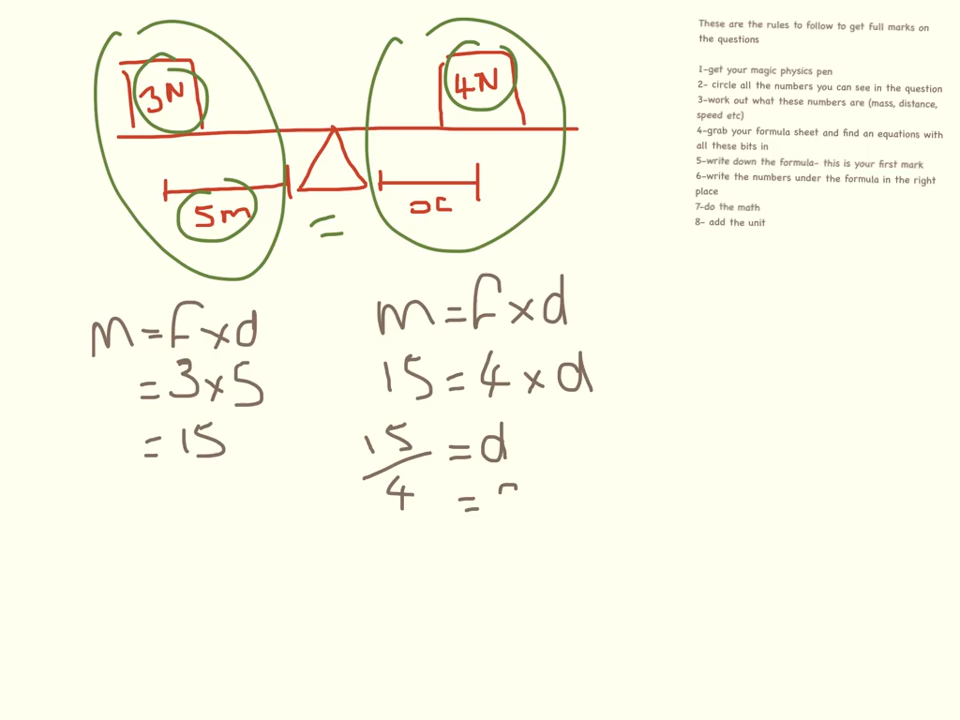 3N
4N
5m
=
x
m=fxd
=3x5
=15
m=fxd
15=4xd
15/4=d
=
These are the rules to follow to get full marks on
the questions
1-get your magic physics pen
2- circle all the numbers you can see in the question
3-work out what these numbers are (mass, distance,
speed etc)
4-grab your formula sheet and find an equations with
all these bits in
5-write down the formula- this is your first mark
6-write the numbers under the formula in the right
place
7-do the math
8- add the unit